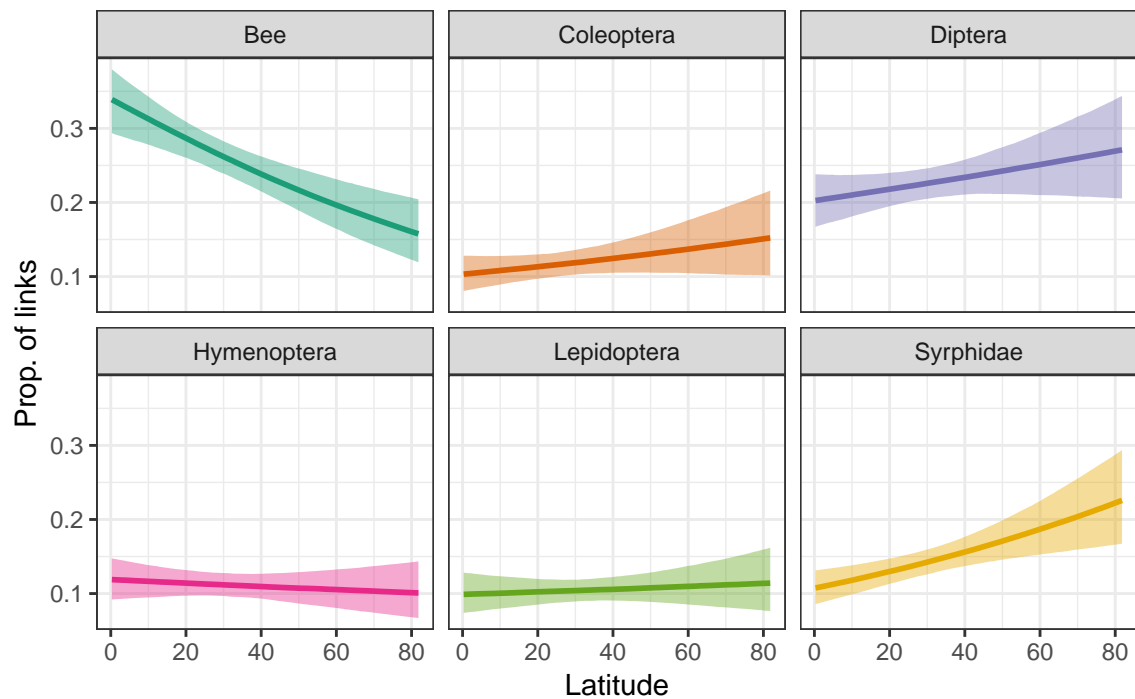 Bee Coleoptera Diptera
0.3
0.2
0.1
Hymenoptera Lepidoptera Syrphidae
0.3
0.2
0.1
0 20 40 60 80 0 20 40 60 80 0 20 40 60 80
Latitude
Prop. of links